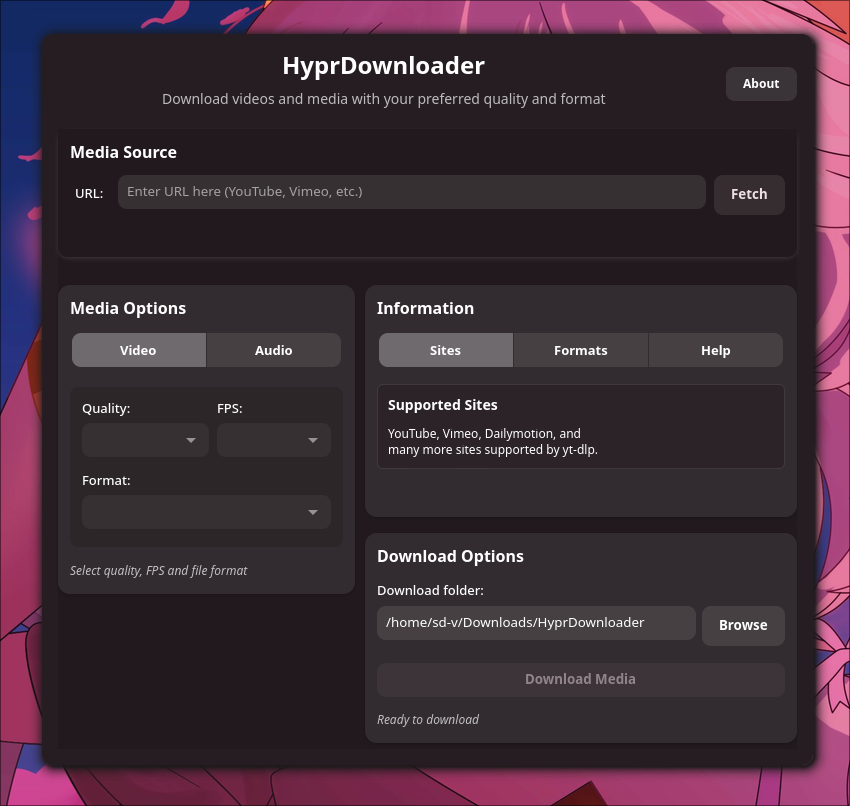 HyprDownloader
Download videos and media with your preferred quality and format
About
Media Source
URL:
Enter URL here (YouTube, Vimeo, etc.)
Fetch
Media Options
Video
Audio
Quality:
FPS:
Format:
Select quality, FPS and file format
Information
Sites
Formats
Help
Supported Sites
YouTube, Vimeo, Dailymotion, and
many more sites supported by yt-dlp.
Download Options
Download folder:
/home/sd-v/Downloads/HyprDownloader
Browse
Download Media
Ready to download